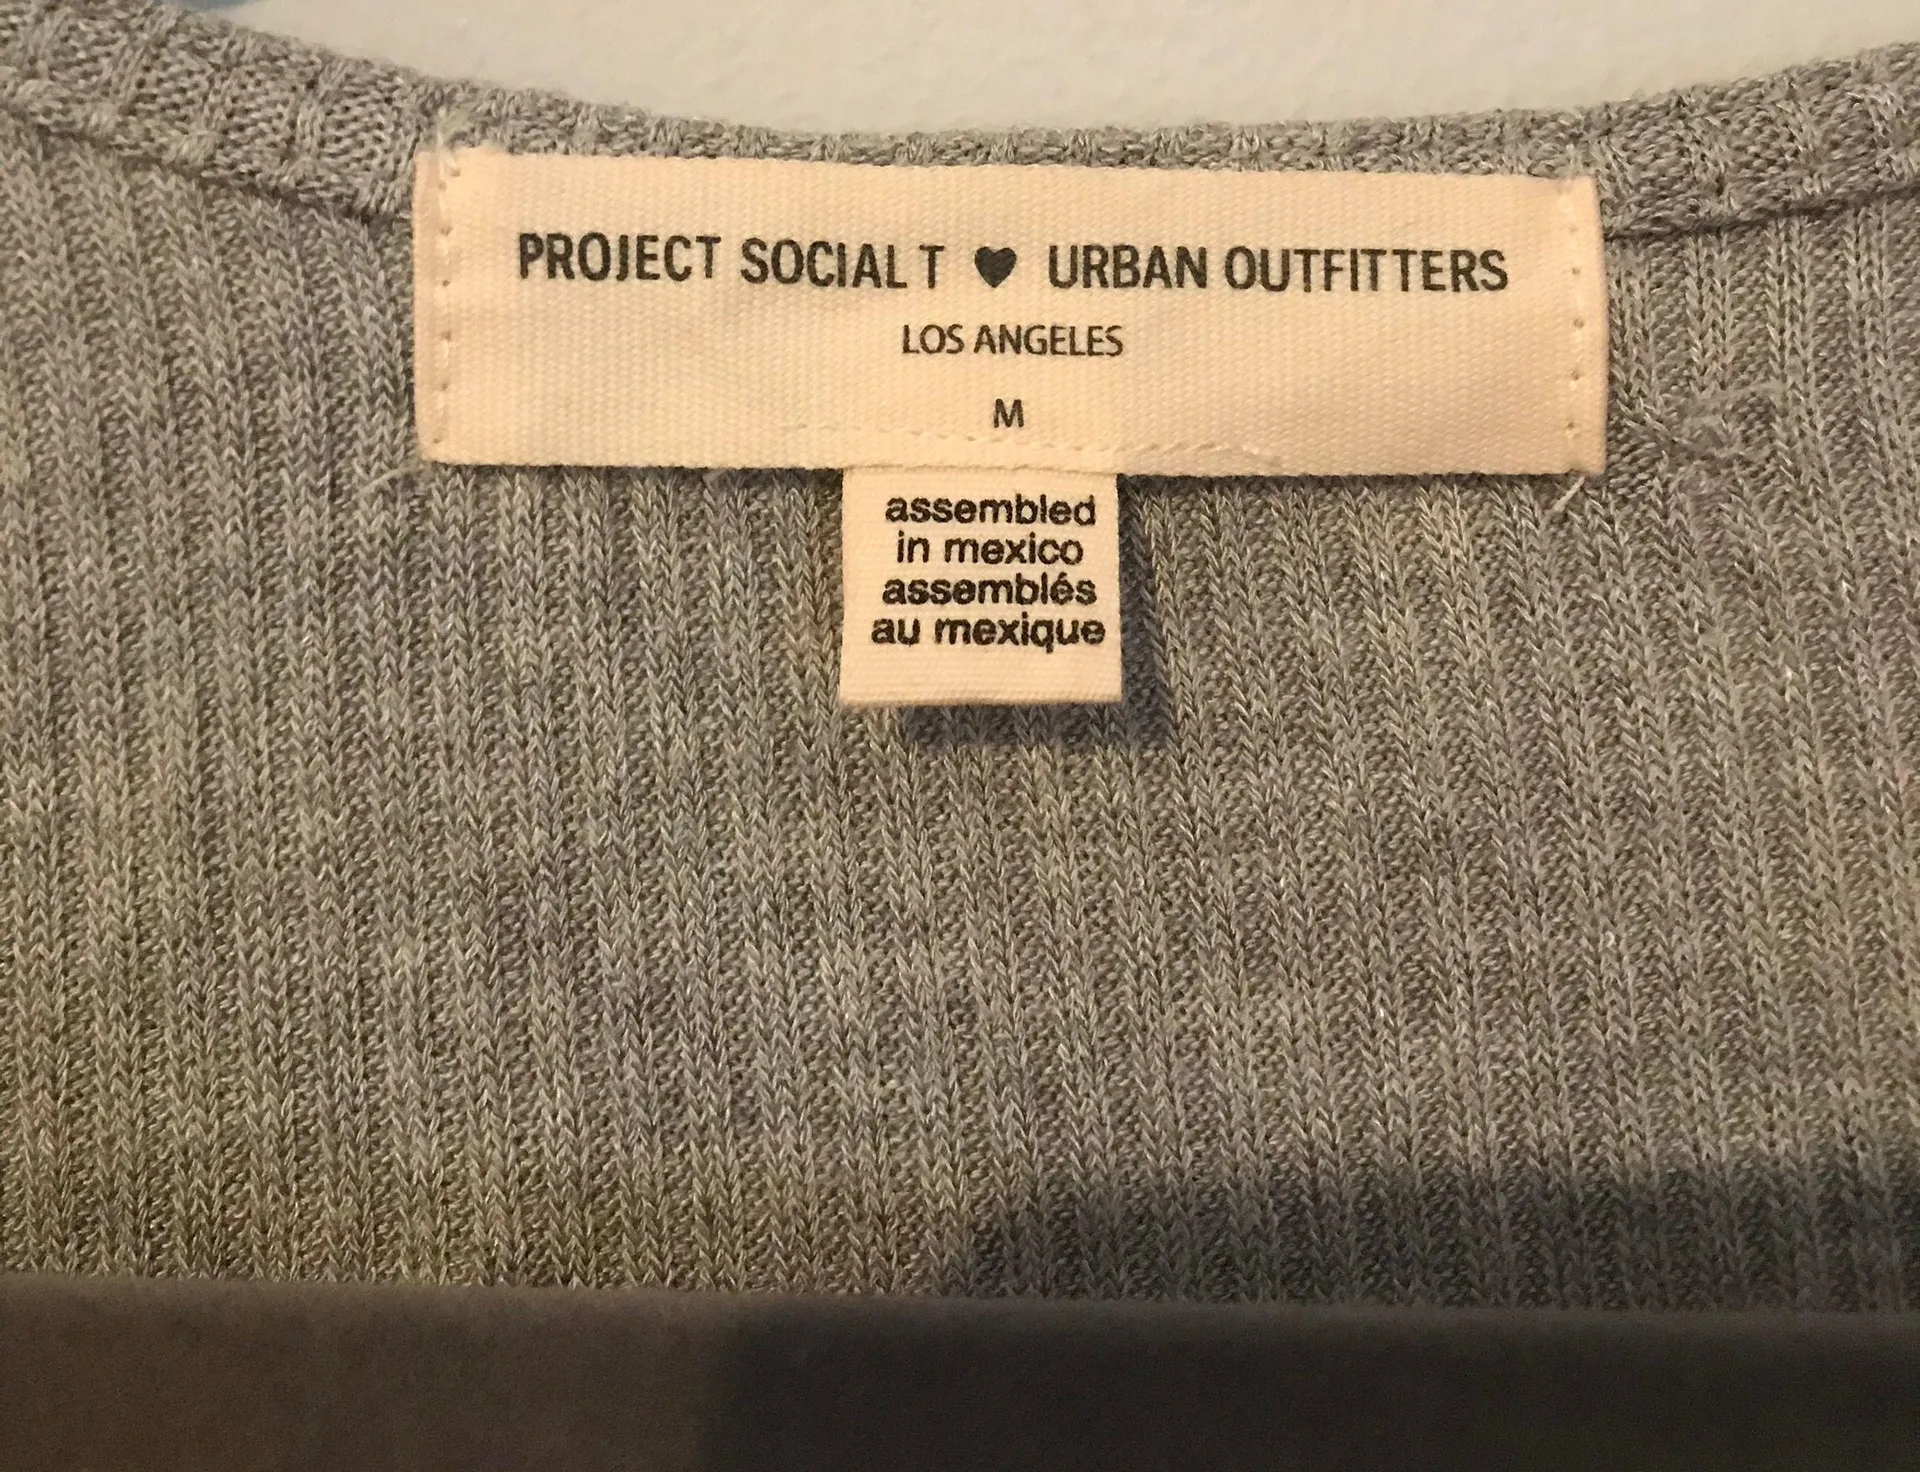 PROJECT SOCIAL T ♥ URBAN OUTFITTERS
LOS ANGELES
M
assembled
in mexico
assemblés
au mexique